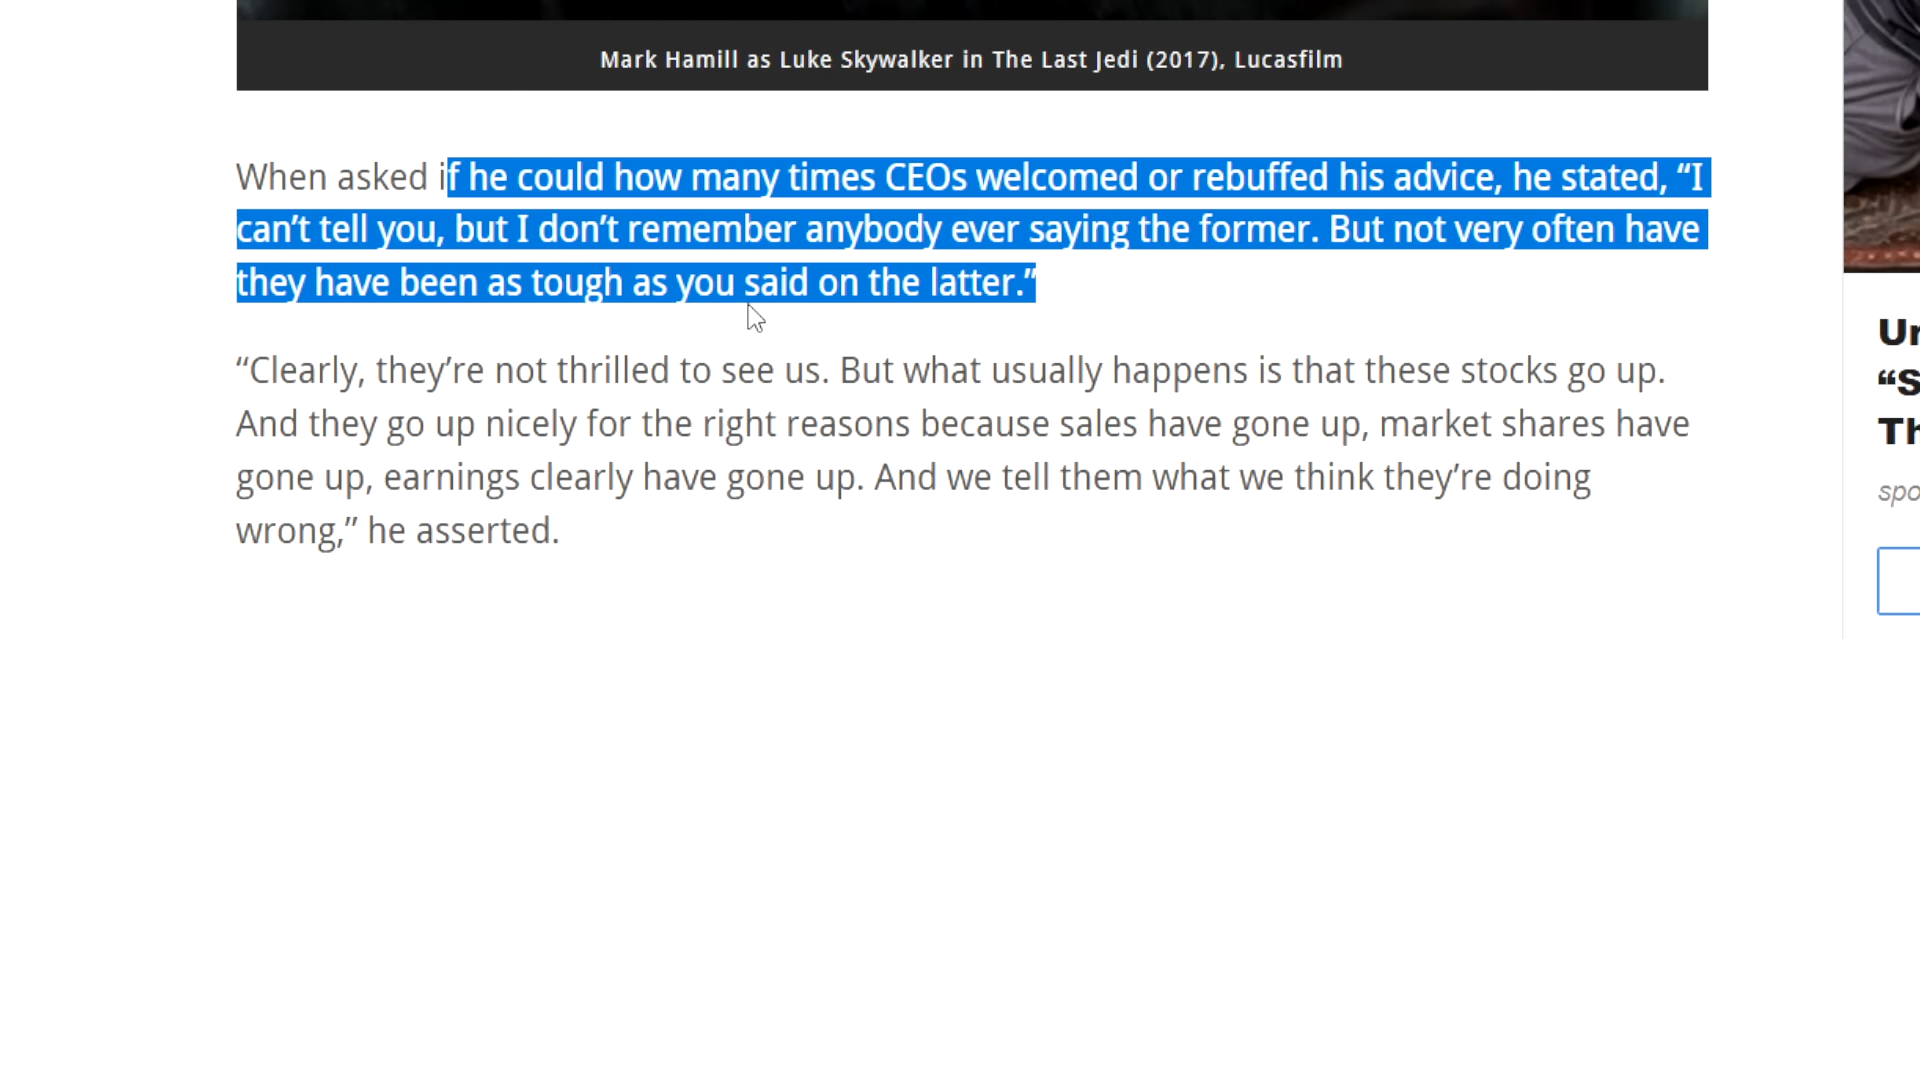 Mark Hamill as Luke Skywalker in The Last Jedi (2017), Lucasfilm
When asked if he could how many times CEOs welcomed or rebuffed his advice, he stated, “I
can’t tell you, but I don’t remember anybody ever saying the former. But not very often have
they have been as tough as you said on the latter.”
“Clearly, they’re not thrilled to see us. But what usually happens is that these stocks go up.
And they go up nicely for the right reasons because sales have gone up, market shares have
gone up, earnings clearly have gone up. And we tell them what we think they’re doing
wrong,” he asserted.